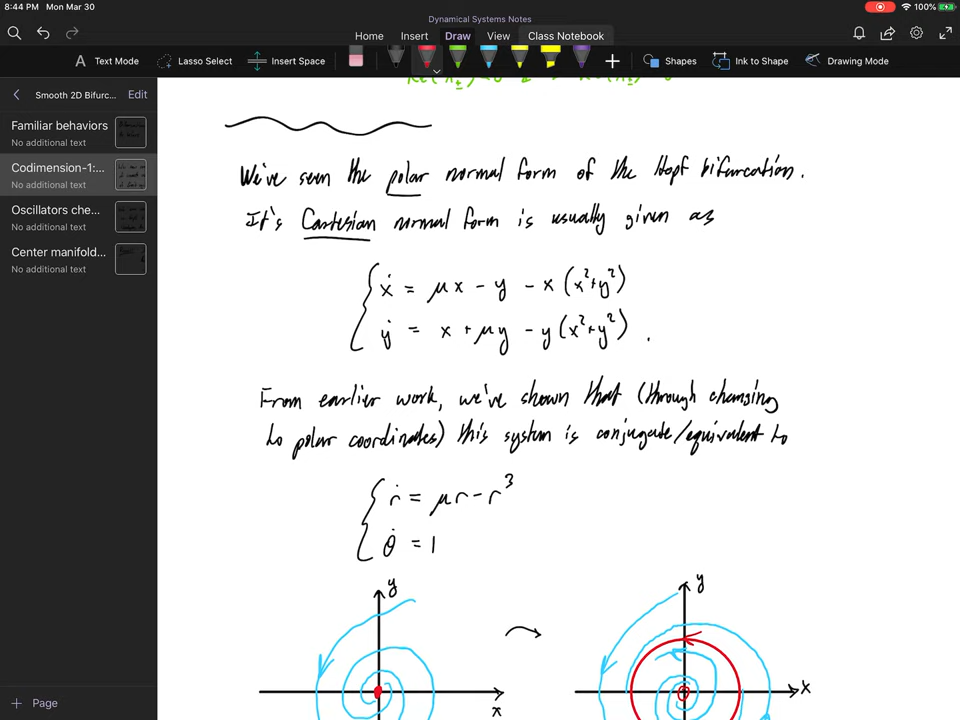 8:44 PM Mon Mar 30
100%
Dynamical Systems Notes
Home Insert Draw View Class Notebook
Text Mode Lasso Select Insert Space Shapes Ink to Shape Drawing Mode
Smooth 2D Bifurc... Edit
Familiar behaviors
No additional text
Codimension-1:...
No additional text
Oscillators che...
No additional text
Center manifold...
No additional text
Page
We've seen the polar normal form of the Hopf bifurcation.
It's Cartesian normal form is usually given as
ẋ = μx - y - x(x²+y²)
ẏ = x + μy - y(x²+y²) .
From earlier work, we've shown that (through changing
to polar coordinates) this system is conjugate/equivalent to
ṙ = μr - r³
θ̇ = 1
y
x
y
x